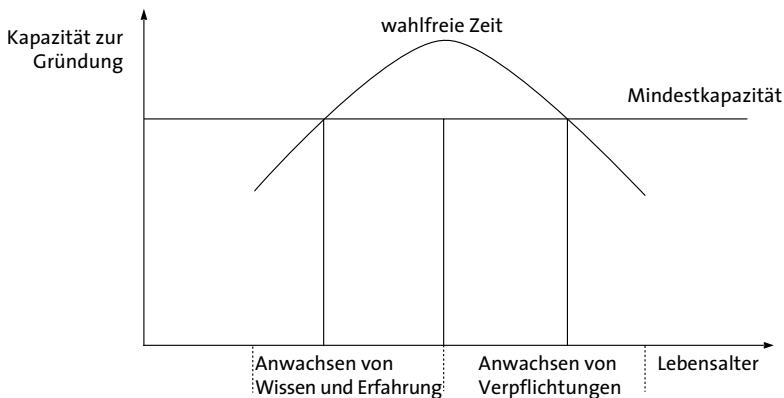 wahlfreie Zeit
Kapazität zur
Gründung
Mindestkapazität
Anwachsen von
Wissen und Erfahrung
Anwachsen von
Verpflichtungen
Lebensalter